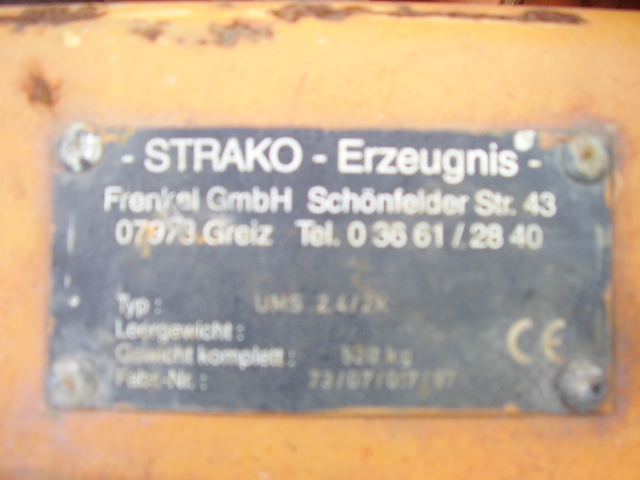 - STRAKO - Erzeugnis -
Frenkel GmbH Schönfelder Str. 43
07973 Greiz Tel. 0 36 61 / 28 40
Typ : UMS 2.4/2K
Leergewicht :
Gewicht komplett : 520 kg CE
Fabr.-Nr. :